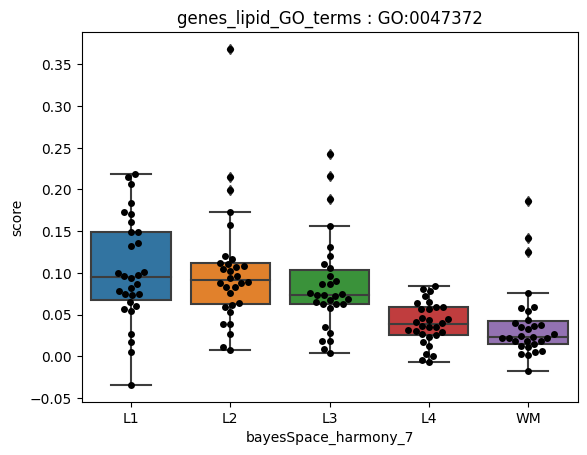 genes_lipid_GO_terms : GO:0047372
0.35
0.30
0.25
0.20
0.15
0.10
0.05
0.00
−0.05
score
L1 L2 L3 L4 WM
bayesSpace_harmony_7